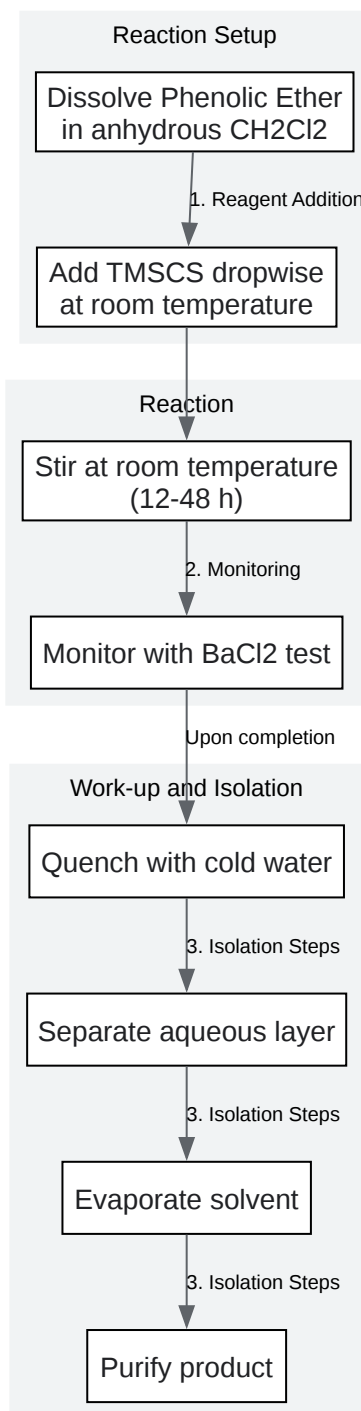 Reaction Setup
Dissolve Phenolic Ether
in anhydrous CH2Cl2
1. Reagent Addition
Add TMSCS dropwise
at room temperature
Reaction
Stir at room temperature
(12-48 h)
2. Monitoring
Monitor with BaCl2 test
Upon completion
Work-up and Isolation
Quench with cold water
3. Isolation Steps
Separate aqueous layer
3. Isolation Steps
Evaporate solvent
3. Isolation Steps
Purify product